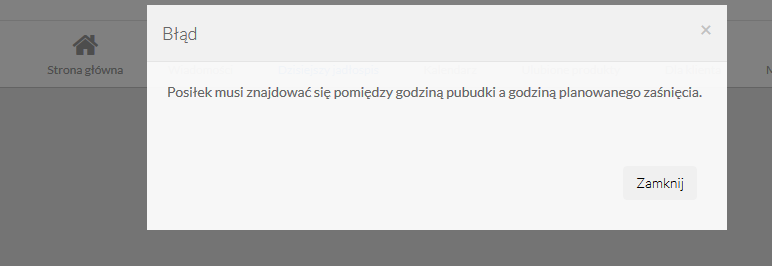 Błąd
×
Strona główna
Posiłek musi znajdować się pomiędzy godziną pubudki a godziną planowanego zaśnięcia.
Zamknij